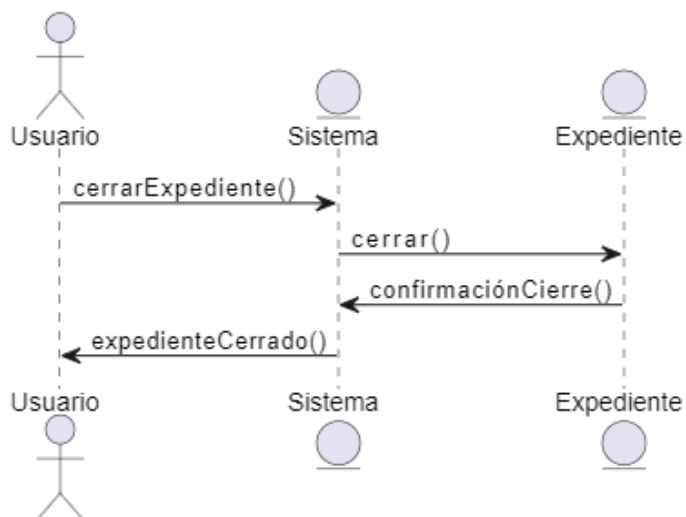 Usuario
Sistema
Expediente
cerrarExpediente()
cerrar()
confirmaciónCierre()
expedienteCerrado()
Usuario
Sistema
Expediente